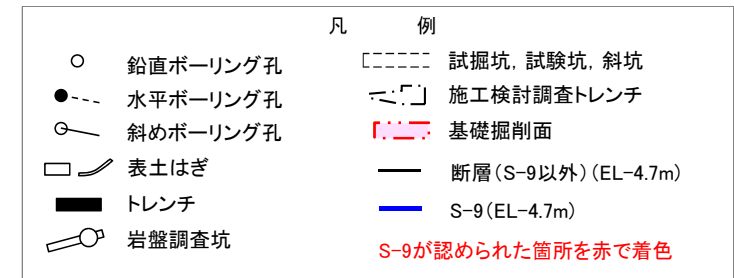 凡 例
鉛直ボーリング孔
水平ボーリング孔
斜めボーリング孔
表土はぎ
トレンチ
岩盤調査坑
試掘坑, 試験坑, 斜坑
施工検討調査トレンチ
基礎掘削面
断層(S-9以外)(EL-4.7m)
S-9(EL-4.7m)
S-9が認められた箇所を赤で着色